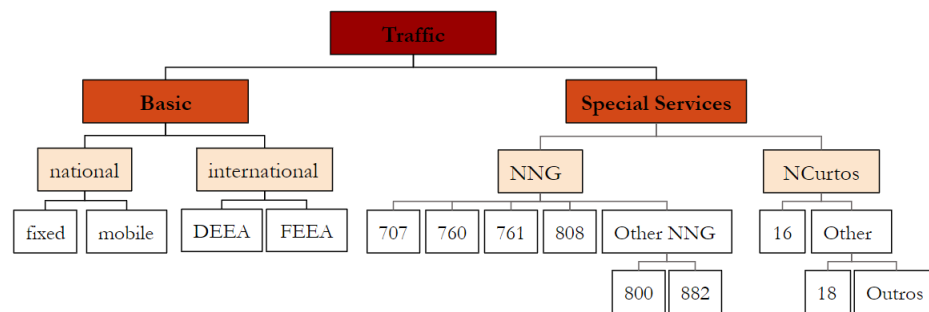 Traffic
Basic
Special Services
national
international
NNG
NCurtos
fixed
mobile
DEEA
FEEA
707
760
761
808
Other NNG
16
Other
800
882
18
Outros